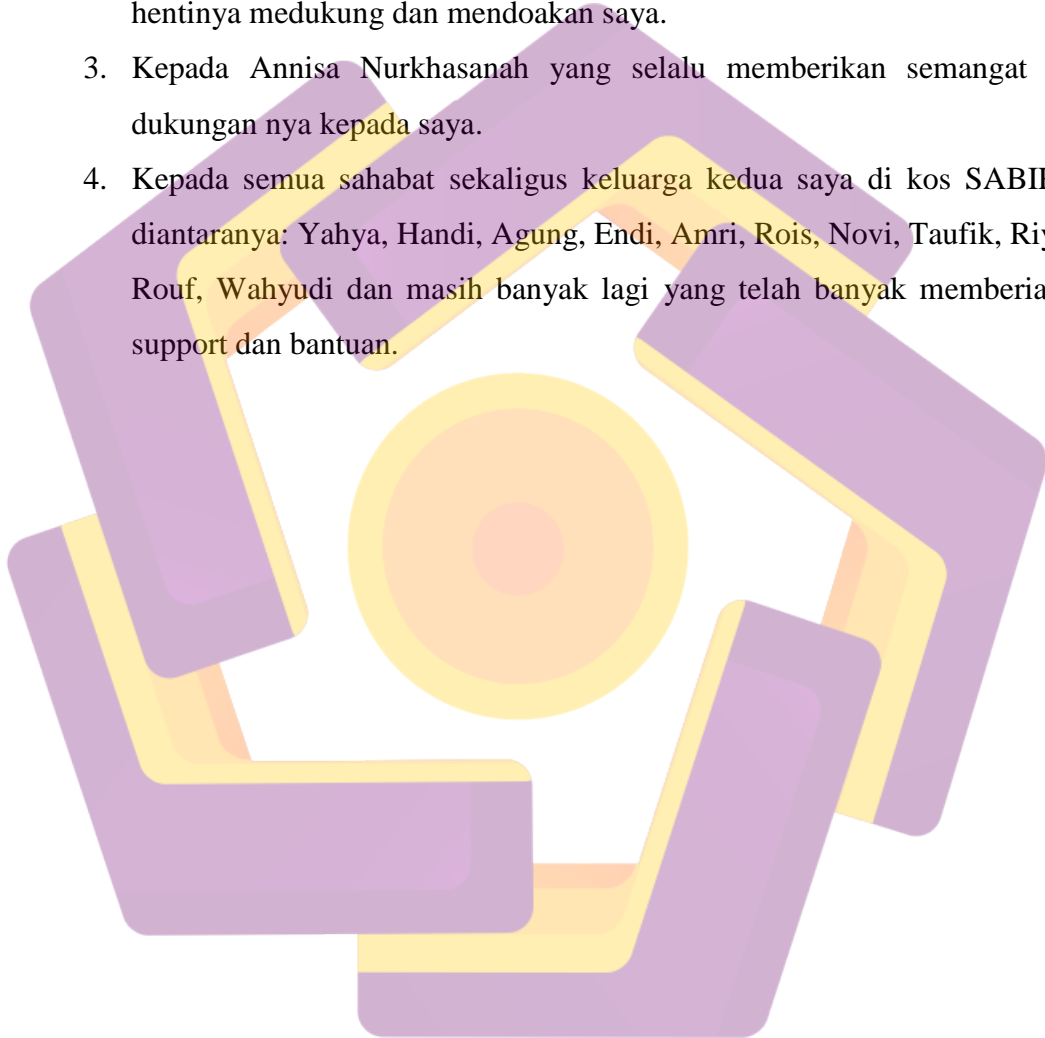 hentinya medukung dan mendoakan saya.
3. Kepada Annisa Nurkhasanah yang selalu memberikan semangat
dukungan nya kepada saya.
4. Kepada semua sahabat sekaligus keluarga kedua saya di kos
diantaranya: Yahya, Handi, Agung, Endi, Amri, Rois, Novi, Taufik,
Rouf, Wahyudi dan masih banyak lagi yang telah banyak
support dan bantuan.